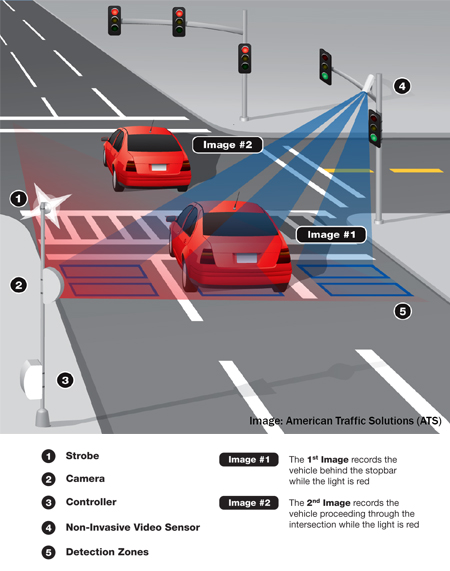 Image #2
4
1
Image #1
2
5
3
Image: American Traffic Solutions (ATS)
1 Strobe
2 Camera
3 Controller
4 Non-Invasive Video Sensor
5 Detection Zones
Image #1 The 1st Image records the
vehicle behind the stopbar
while the light is red
Image #2 The 2nd Image records the
vehicle proceeding through the
intersection while the light is red